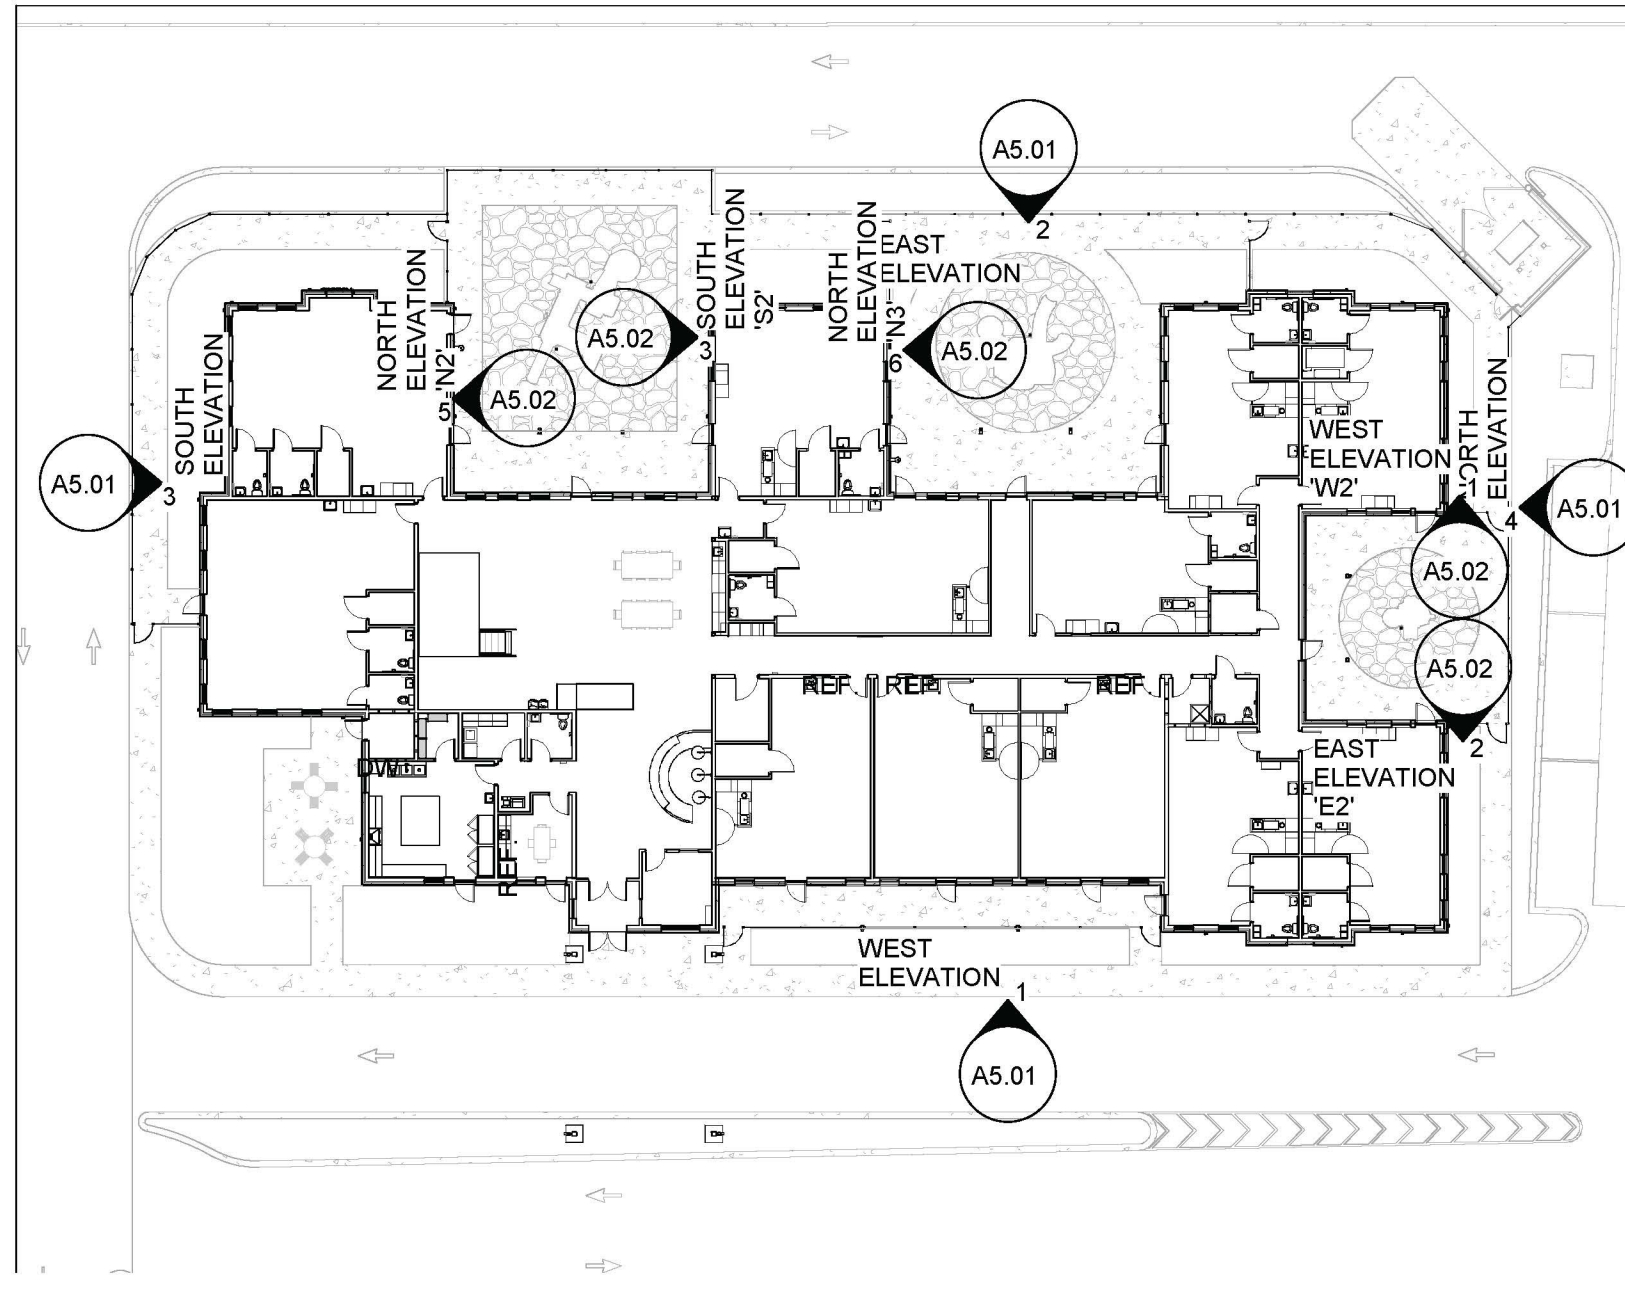 A5.01
2
EAST
ELEVATION
SOUTH
ELEVATION
'S2'
A5.02
3
NORTH
ELEVATION
'N3'
A5.02
6
NORTH
ELEVATION
'N2'
A5.02
5
SOUTH
ELEVATION
A5.01
3
WEST
ELEVATION
'W2'
1
A5.02
NORTH
ELEVATION
A5.01
4
A5.02
2
EAST
ELEVATION
'E2'
REF
REF
REF
DW
WEST
ELEVATION
1
A5.01